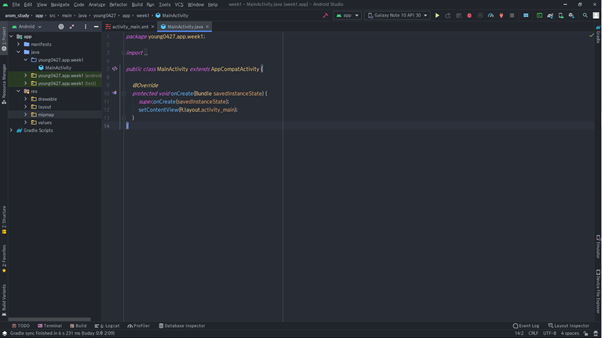 File Edit View Navigate Code Analyze Refactor Build Run Tools VCS Window Help
week1 - MainActivity.java [week1.app] - Android Studio
src main java young0427 app week1 MainActivity
app
Galaxy Note 10 API 30
Android
activity_main.xml
MainActivity.java
app
manifests
java
young0427.app.week1
MainActivity
young0427.app.week1
young0427.app.week1 (test)
res
drawable
layout
mipmap
values
Gradle Scripts
package young0427.app.week1;
import ...
public class MainActivity extends AppCompatActivity {
@Override
protected void onCreate(Bundle savedInstanceState) {
super.onCreate(savedInstanceState);
setContentView(R.layout.activity_main);
}
}
1: Project
Resource Manager
Z: Structure
2: Favorites
Build Variants
Gradle
Emulator
Device File Explorer
TODO
Terminal
Build
6: Logcat
Profiler
Database Inspector
Event Log
Layout Inspector
Gradle sync finished in 6 s 231 ms (today 오후 2:01)
14:2 CRLF UTF-8 4 spaces